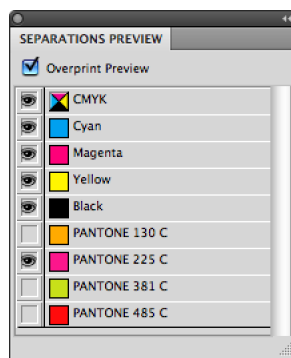 SEPARATIONS PREVIEW
Overprint Preview
CMYK
Cyan
Magenta
Yellow
Black
PANTONE 130 C
PANTONE 225 C
PANTONE 381 C
PANTONE 485 C